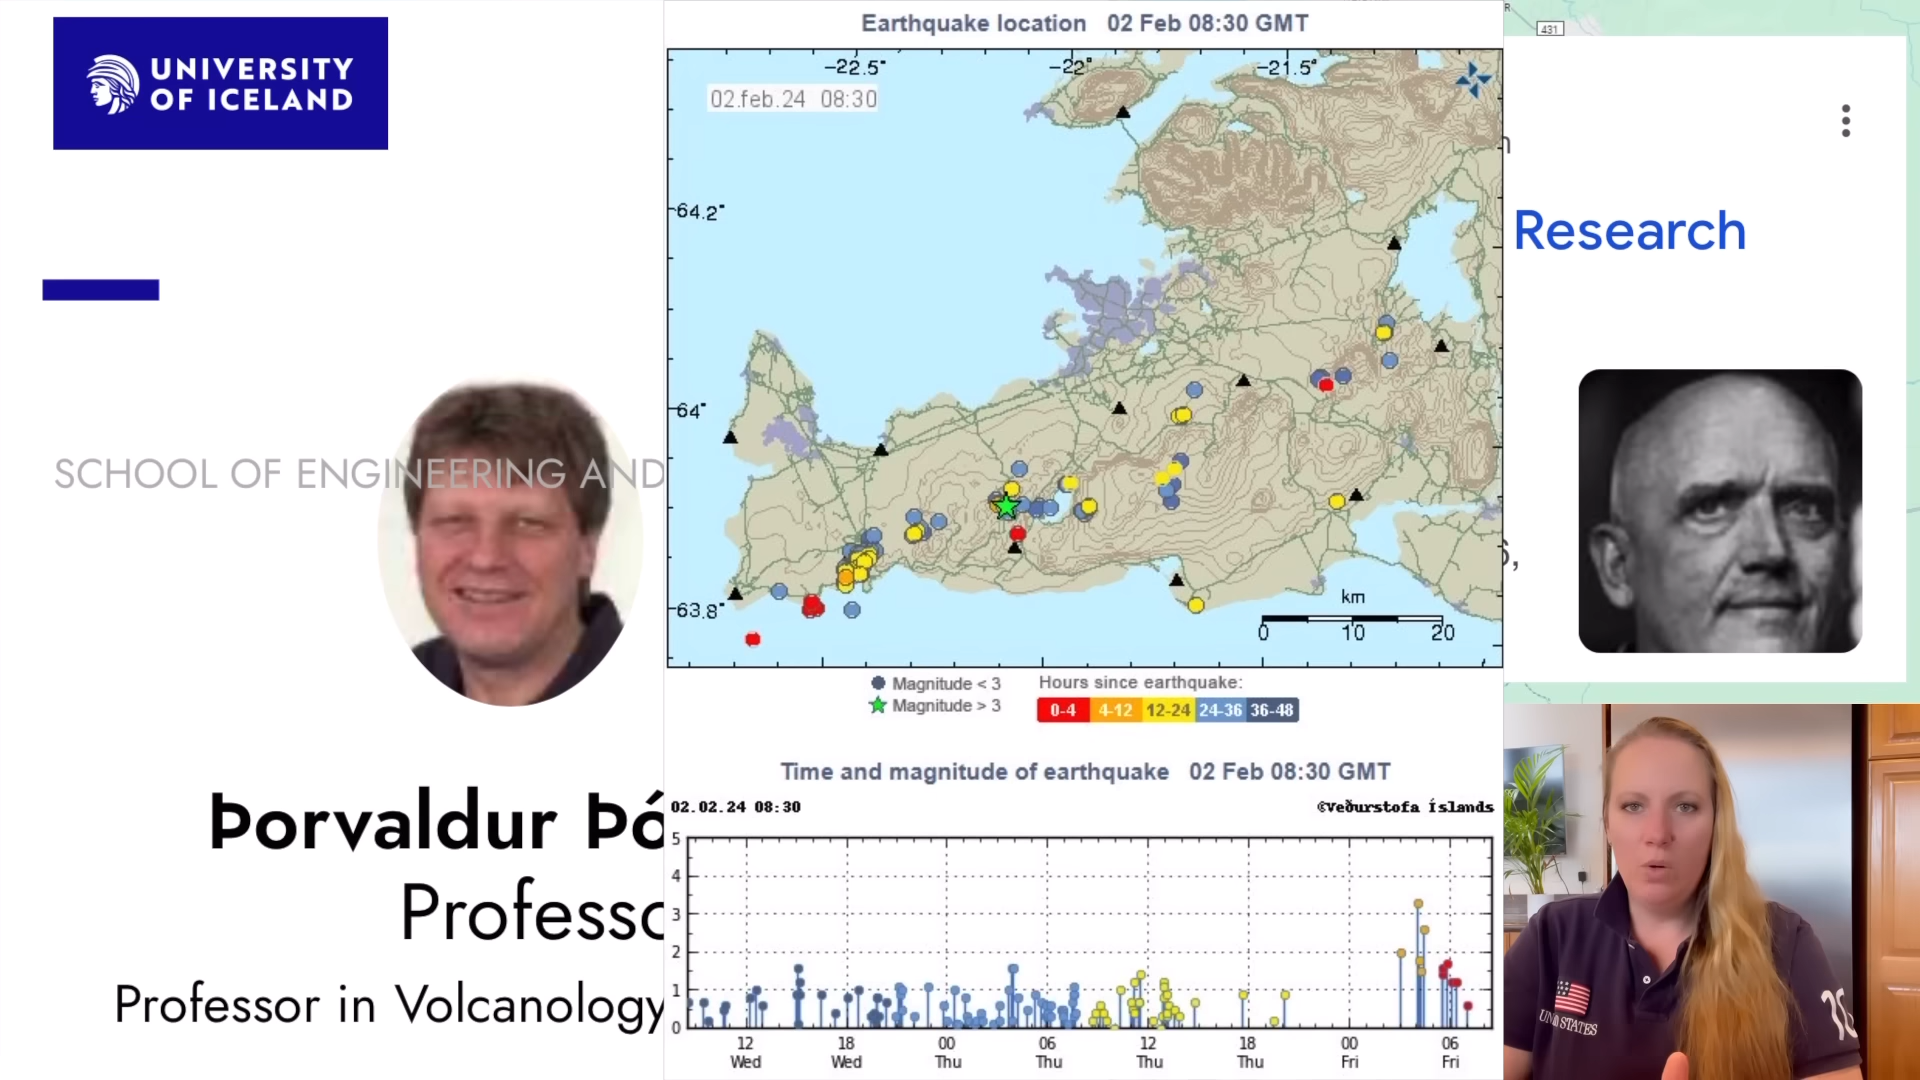 UNIVERSITY
OF ICELAND
SCHOOL OF ENGINEERING AND
Þorvaldur Þó
Professo
Professor in Volcanology
Earthquake location 02 Feb 08:30 GMT
02.feb.24 08:30
-22.5°
-22°
-21.5°
64.2°
64°
63.8°
km
0 10 20
Magnitude < 3
Magnitude > 3
Hours since earthquake:
0-4 4-12 12-24 24-36 36-48
Time and magnitude of earthquake 02 Feb 08:30 GMT
02.02.24 08:30
©Veðurstofa Íslands
5
4
3
2
1
0
12 18 00 06 12 18 00 06
Wed Wed Thu Thu Thu Thu Fri Fri
431
Research